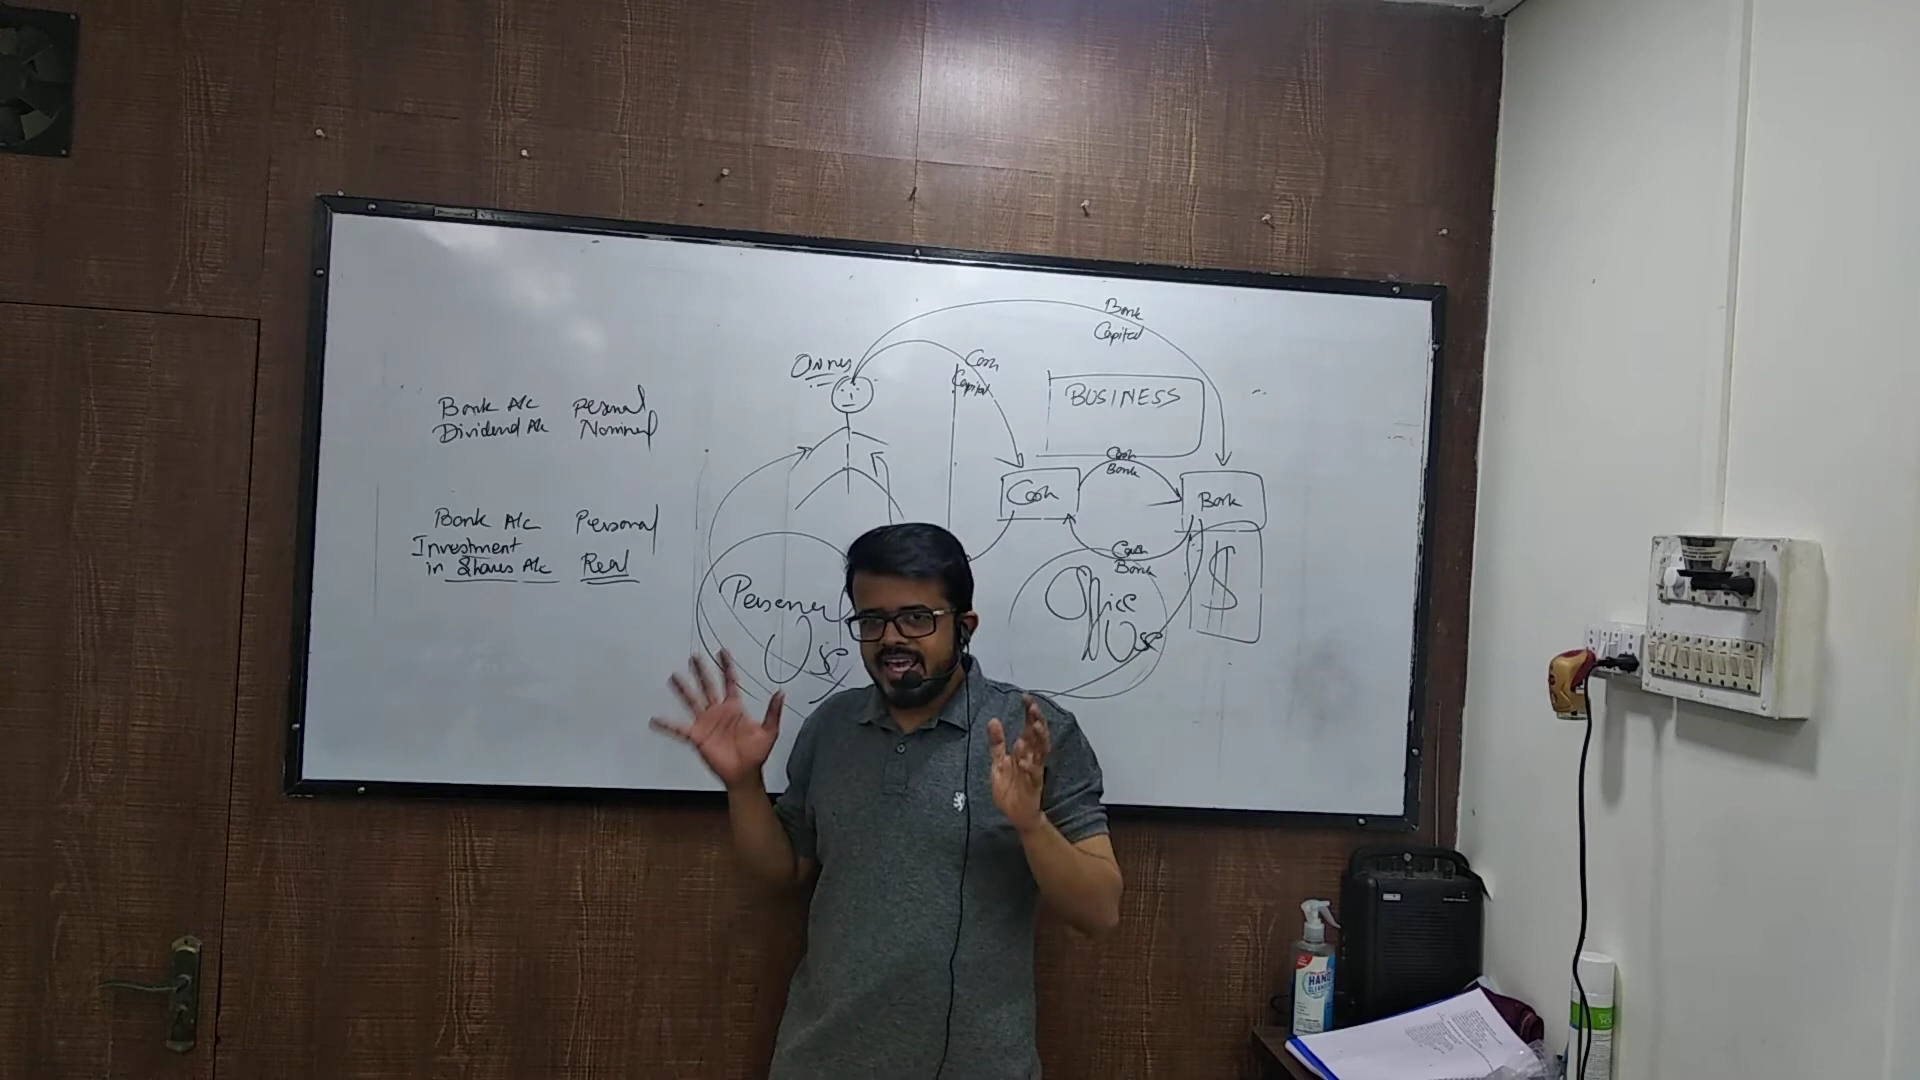 Bank A/c Personal
Dividend A/c Nominal
Bank A/c Personal
Investment
in Shares A/c Real
Owner
Cash
Capital
Bank
Capital
BUSINESS
Cash
Bank
Cash
Bank
Cash
Bank
$
Personal
Use
Office
Use
HAND